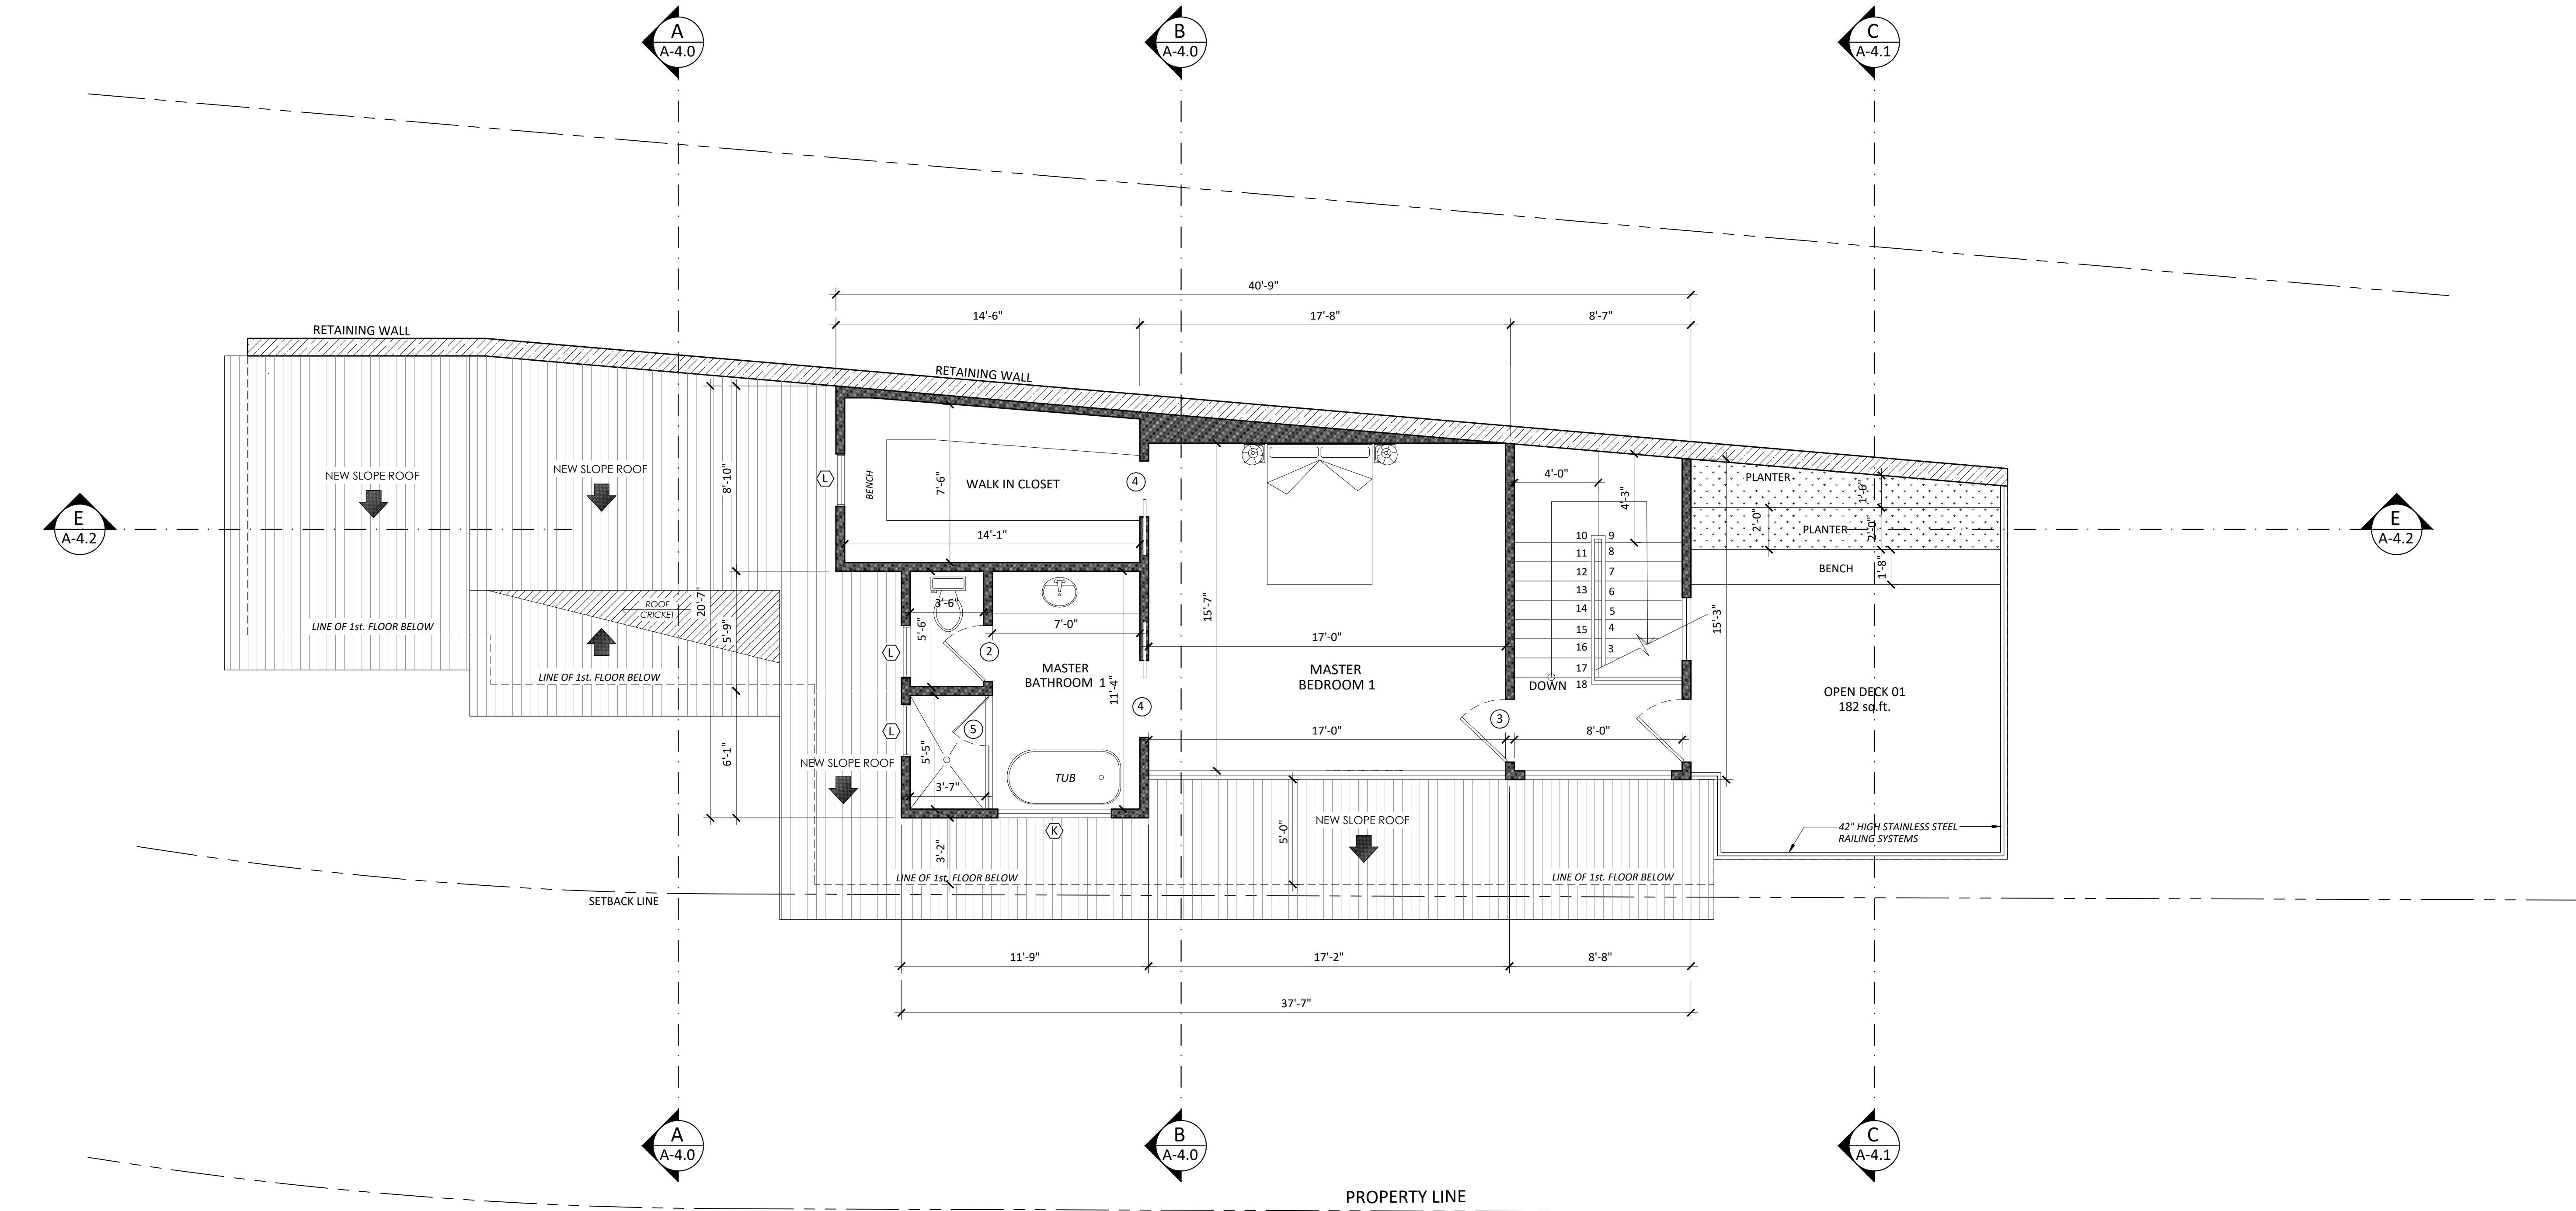 A
A-4.0
B
A-4.0
C
A-4.1
40'-9"
14'-6"
17'-8"
8'-7"
RETAINING WALL
RETAINING WALL
NEW SLOPE ROOF
NEW SLOPE ROOF
8'-10"
L
BENCH
7'-6"
WALK IN CLOSET
4
4'-0"
4'-3"
PLANTER
1'-6"
2'-0"
PLANTER
2'-0"
E
A-4.2
E
A-4.2
14'-1"
10
9
11
8
12
7
13
6
14
5
15
4
16
3
17
18
DOWN
BENCH
1'-8"
ROOF
CRICKET
20'-7"
5'-9"
LINE OF 1st. FLOOR BELOW
LINE OF 1st. FLOOR BELOW
3'-6"
5'-6"
7'-0"
L
2
MASTER
BATHROOM 1
11'-4"
15'-7"
17'-0"
MASTER
BEDROOM 1
15'-3"
OPEN DECK 01
182 sq.ft.
4
3
L
5
5'-5"
17'-0"
8'-0"
6'-1"
NEW SLOPE ROOF
TUB
3'-7"
K
3'-2"
5'-0"
NEW SLOPE ROOF
42" HIGH STAINLESS STEEL
RAILING SYSTEMS
LINE OF 1st. FLOOR BELOW
LINE OF 1st. FLOOR BELOW
SETBACK LINE
11'-9"
17'-2"
8'-8"
37'-7"
A
A-4.0
B
A-4.0
C
A-4.1
PROPERTY LINE